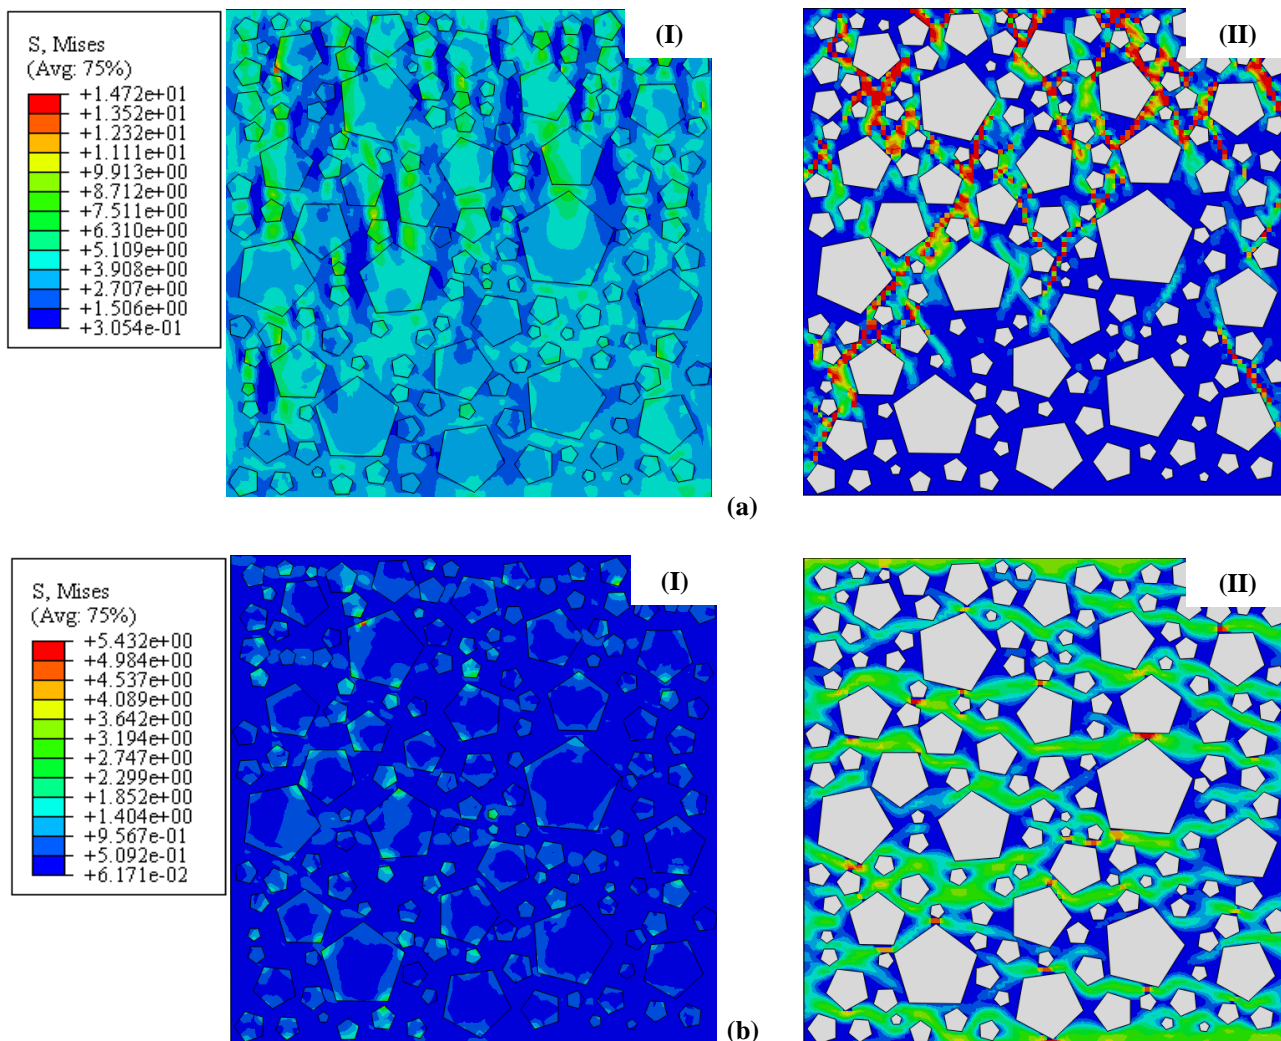 S, Mises
(Avg: 75%)
+1.472e+01
+1.352e+01
+1.232e+01
+1.111e+01
+9.913e+00
+8.712e+00
+7.511e+00
+6.310e+00
+5.109e+00
+3.908e+00
+2.707e+00
+1.506e+00
+3.054e-01
(I)
(II)
(a)
S, Mises
(Avg: 75%)
+5.432e+00
+4.984e+00
+4.537e+00
+4.089e+00
+3.642e+00
+3.194e+00
+2.747e+00
+2.299e+00
+1.852e+00
+1.404e+00
+9.567e-01
+5.092e-01
+6.171e-02
(I)
(II)
(b)